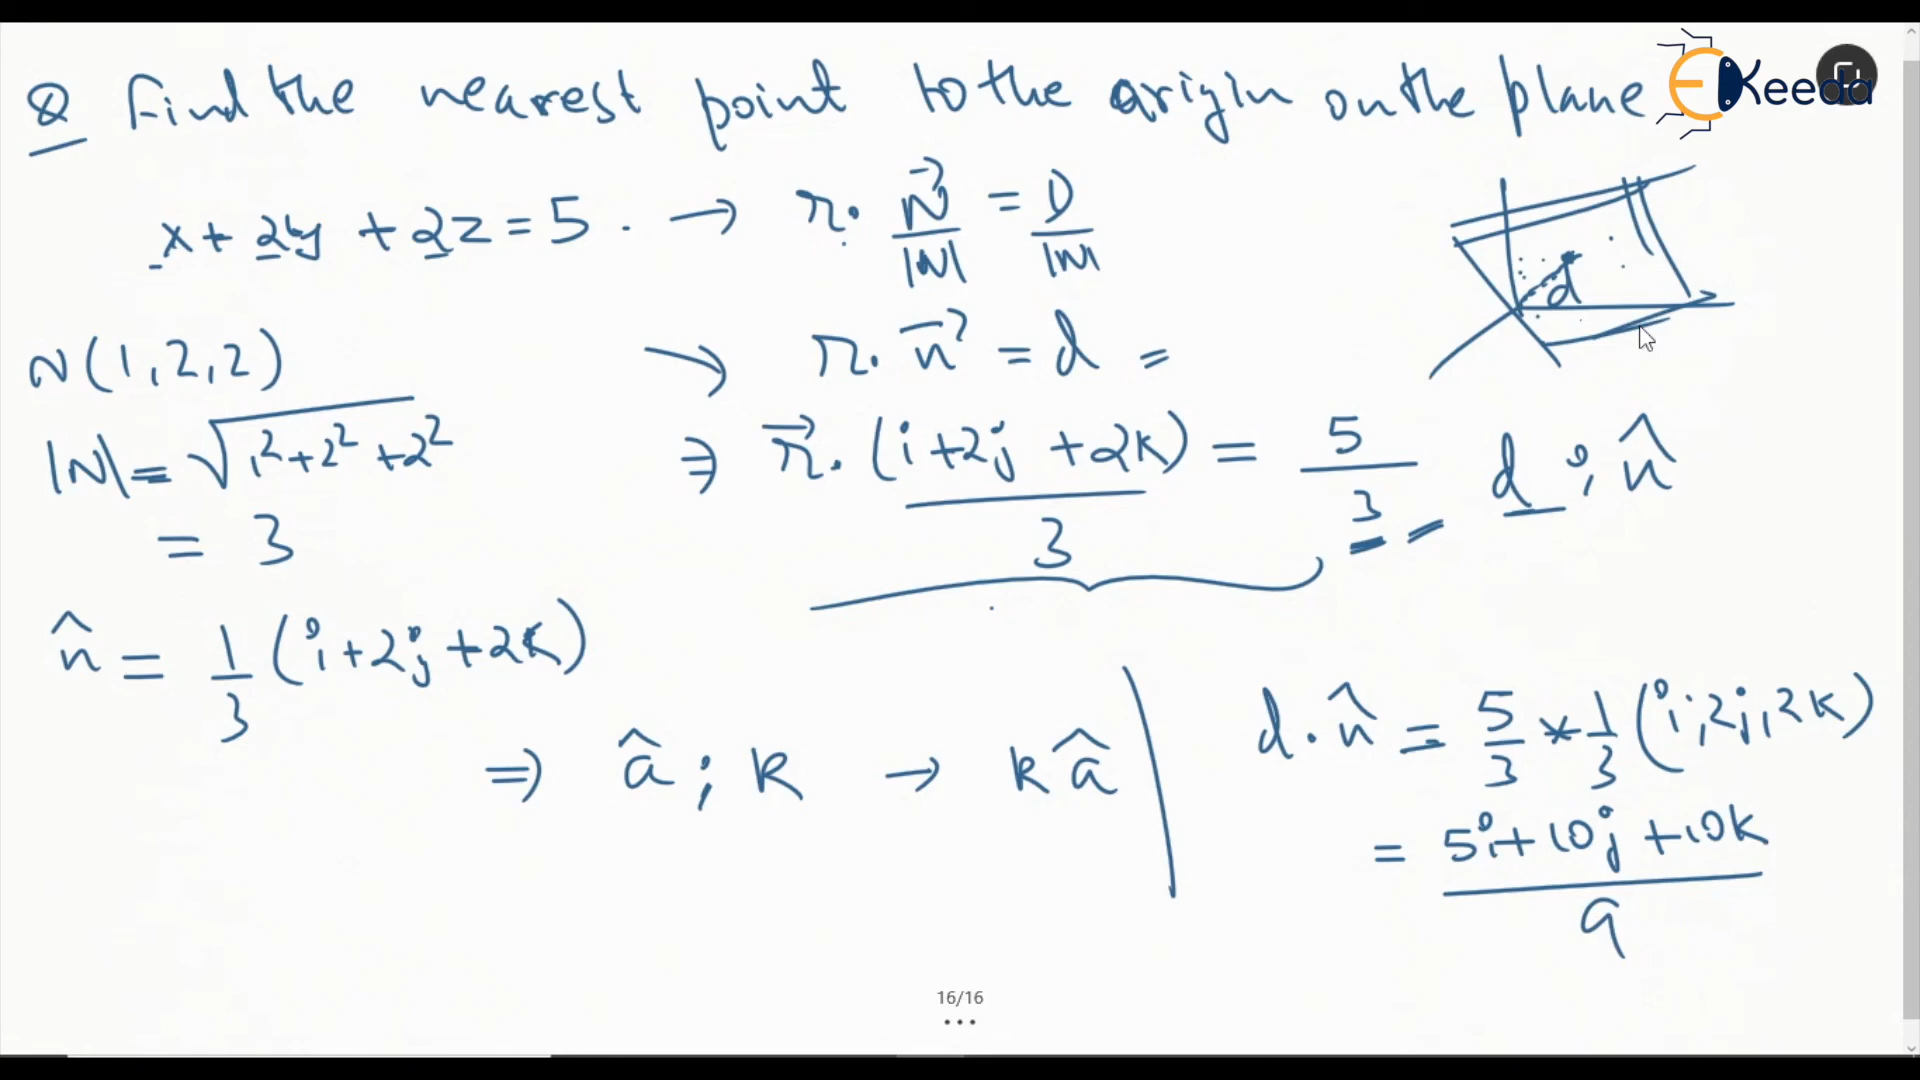 Q Find the nearest point to the origin on the plane
Keeda
x + 2y + 2z = 5 . → r. N⃗/|N| = D/|N|
d
N (1, 2, 2)
→ r. n⃗ = d =
|N| = √(1² + 2² + 2²)
⇒ r⃗. (i + 2j + 2k)/3 = 5/3 = d ; n̂
= 3
n̂ = 1/3 (i + 2j + 2k)
⇒ â ; k → kâ
d . n̂ = 5/3 * 1/3 (i, 2j, 2k)
= (5i + 10j + 10k)/9
16/16